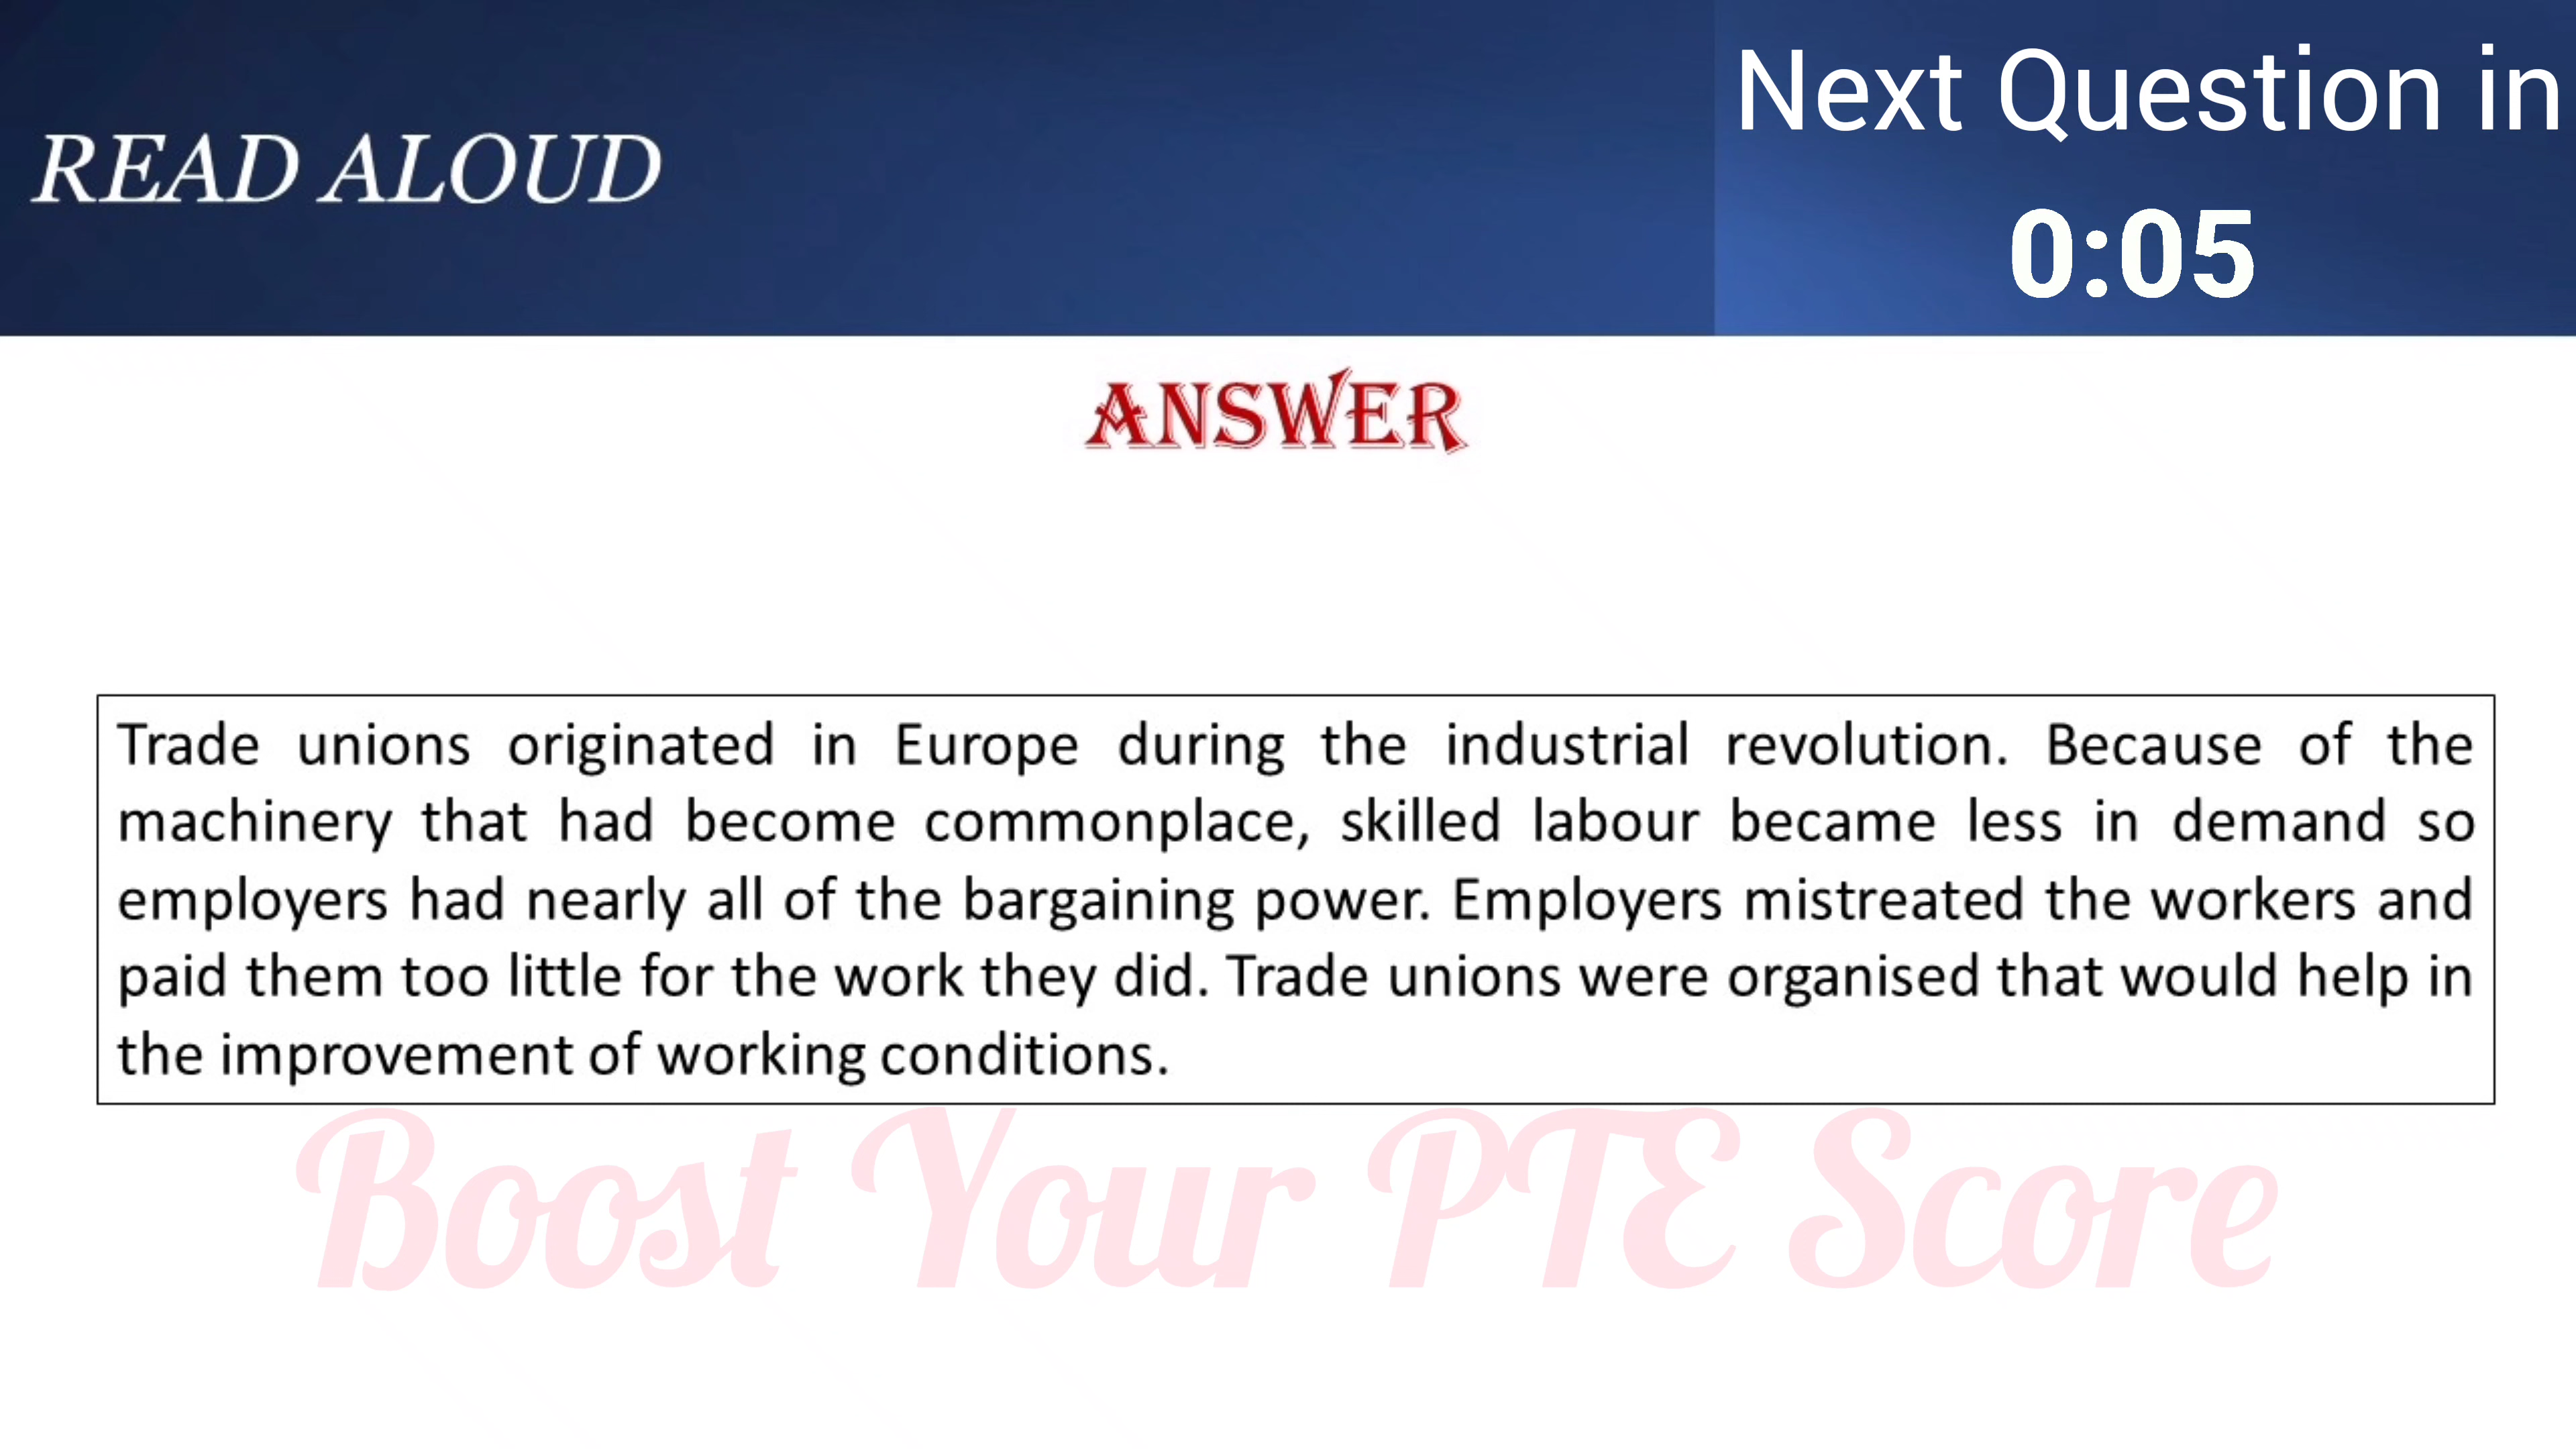 READ ALOUD
Next Question in
0:05
ANSWER
Trade unions originated in Europe during the industrial revolution. Because of the
machinery that had become commonplace, skilled labour became less in demand so
employers had nearly all of the bargaining power. Employers mistreated the workers and
paid them too little for the work they did. Trade unions were organised that would help in
the improvement of working conditions.
Boost Your PTE Score